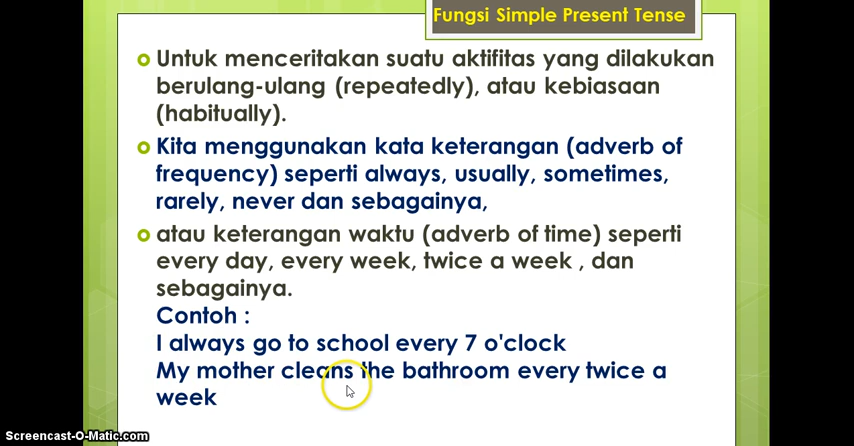 Fungsi Simple Present Tense
Untuk menceritakan suatu aktifitas yang dilakukan
berulang-ulang (repeatedly), atau kebiasaan
(habitually).
Kita menggunakan kata keterangan (adverb of
frequency) seperti always, usually, sometimes,
rarely, never dan sebagainya,
atau keterangan waktu (adverb of time) seperti
every day, every week, twice a week , dan
sebagainya.
Contoh :
I always go to school every 7 o'clock
My mother cleans the bathroom every twice a
week
Screencast-O-Matic.com